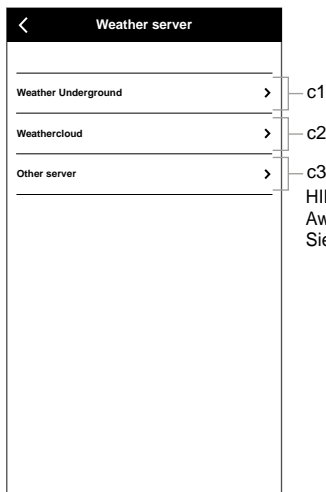 Weather server
Weather Underground
c1
Weathercloud
c2
Other server
c3